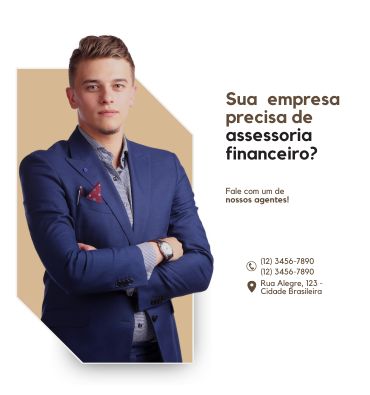 Sua empresa
precisa de
assessoria
financeiro?
Fale com um de
nossos agentes!
(12) 3456-7890
(12) 3456-7890
Rua Alegre, 123 -
Cidade Brasileira